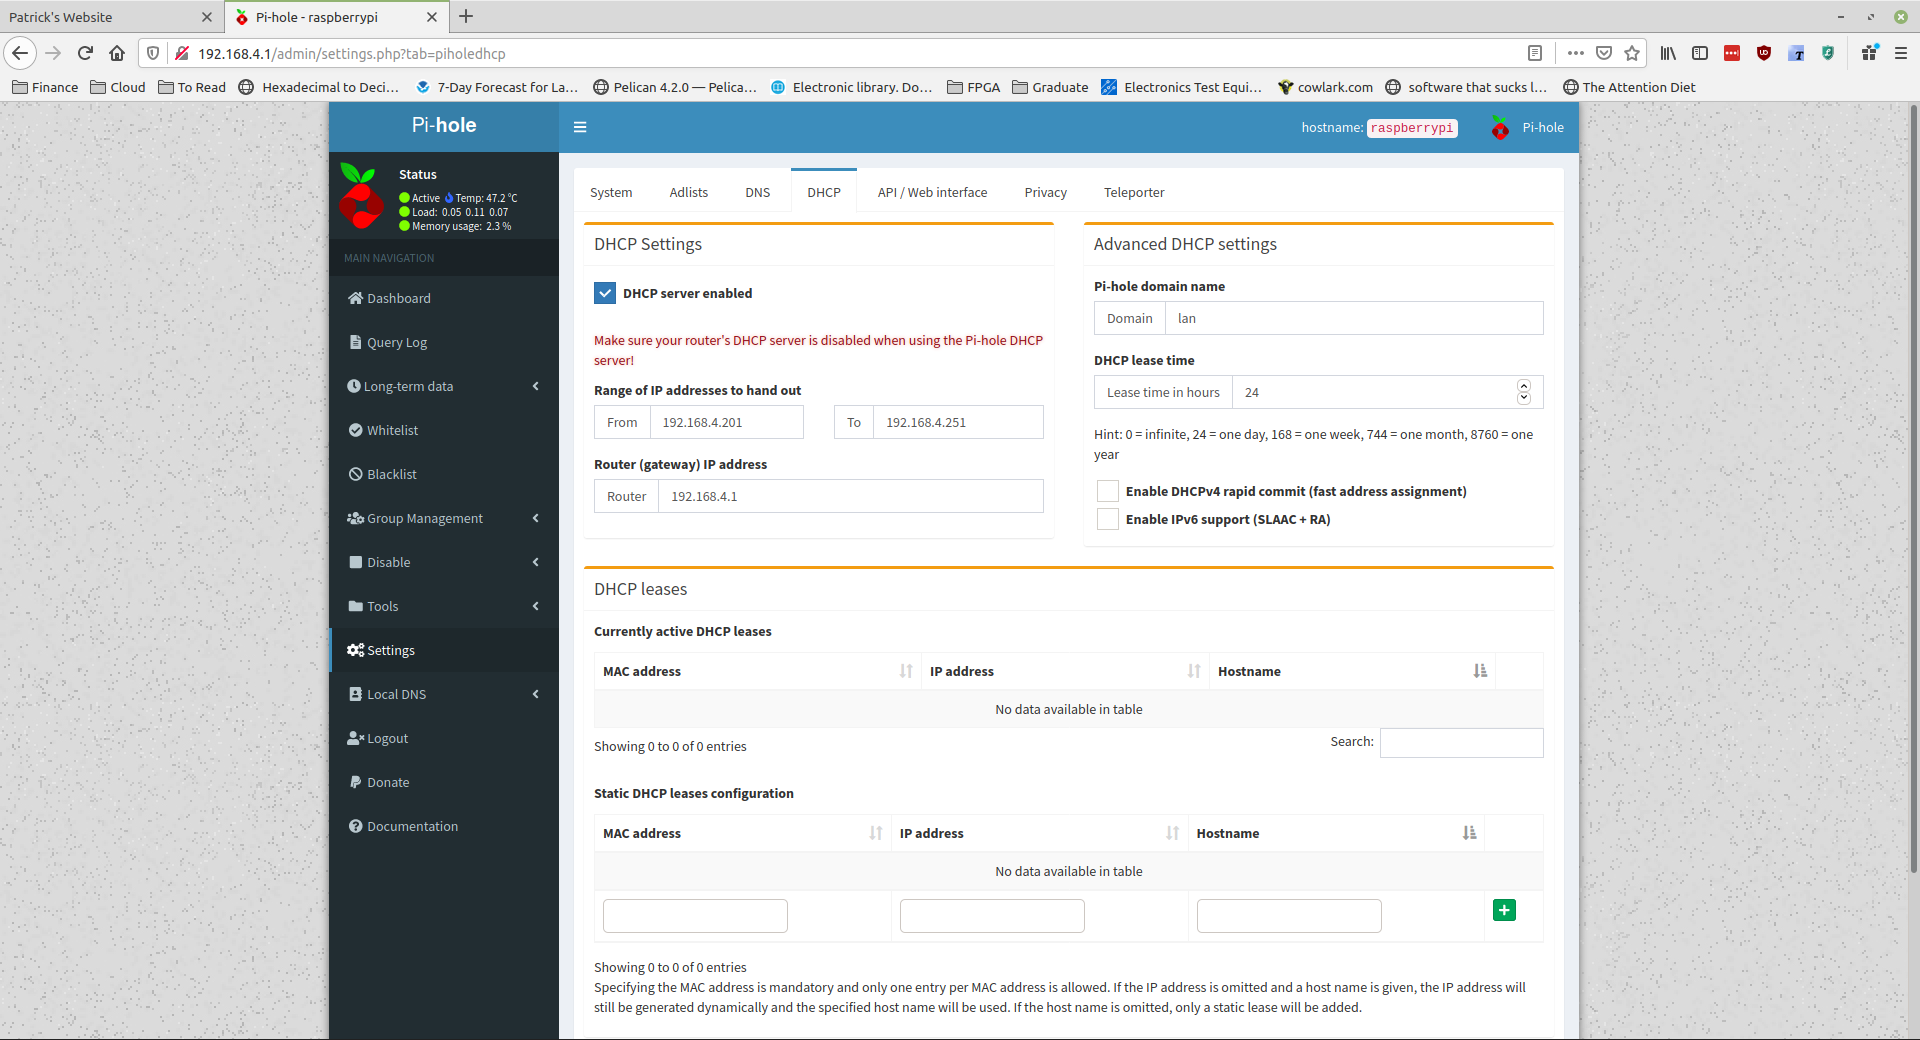 Patrick's Website
Pi-hole - raspberrypi
192.168.4.1/admin/settings.php?tab=piholedhcp
Finance
Cloud
To Read
Hexadecimal to Deci...
7-Day Forecast for La...
Pelican 4.2.0 — Pelica...
Electronic library. Do...
FPGA
Graduate
Electronics Test Equi...
cowlark.com
software that sucks l...
The Attention Diet
Pi-hole
hostname: raspberrypi
Pi-hole
Status
Active Temp: 47.2 °C
Load: 0.05 0.11 0.07
Memory usage: 2.3 %
MAIN NAVIGATION
Dashboard
Query Log
Long-term data
Whitelist
Blacklist
Group Management
Disable
Tools
Settings
Local DNS
Logout
Donate
Documentation
System
Adlists
DNS
DHCP
API / Web interface
Privacy
Teleporter
DHCP Settings
DHCP server enabled
Make sure your router's DHCP server is disabled when using the Pi-hole DHCP
server!
Range of IP addresses to hand out
From 192.168.4.201
To 192.168.4.251
Router (gateway) IP address
Router 192.168.4.1
Advanced DHCP settings
Pi-hole domain name
Domain lan
DHCP lease time
Lease time in hours 24
Hint: 0 = infinite, 24 = one day, 168 = one week, 744 = one month, 8760 = one
year
Enable DHCPv4 rapid commit (fast address assignment)
Enable IPv6 support (SLAAC + RA)
DHCP leases
Currently active DHCP leases
MAC address IP address Hostname
No data available in table
Showing 0 to 0 of 0 entries
Search:
Static DHCP leases configuration
MAC address IP address Hostname
No data available in table
Showing 0 to 0 of 0 entries
Specifying the MAC address is mandatory and only one entry per MAC address is allowed. If the IP address is omitted and a host name is given, the IP address will
still be generated dynamically and the specified host name will be used. If the host name is omitted, only a static lease will be added.